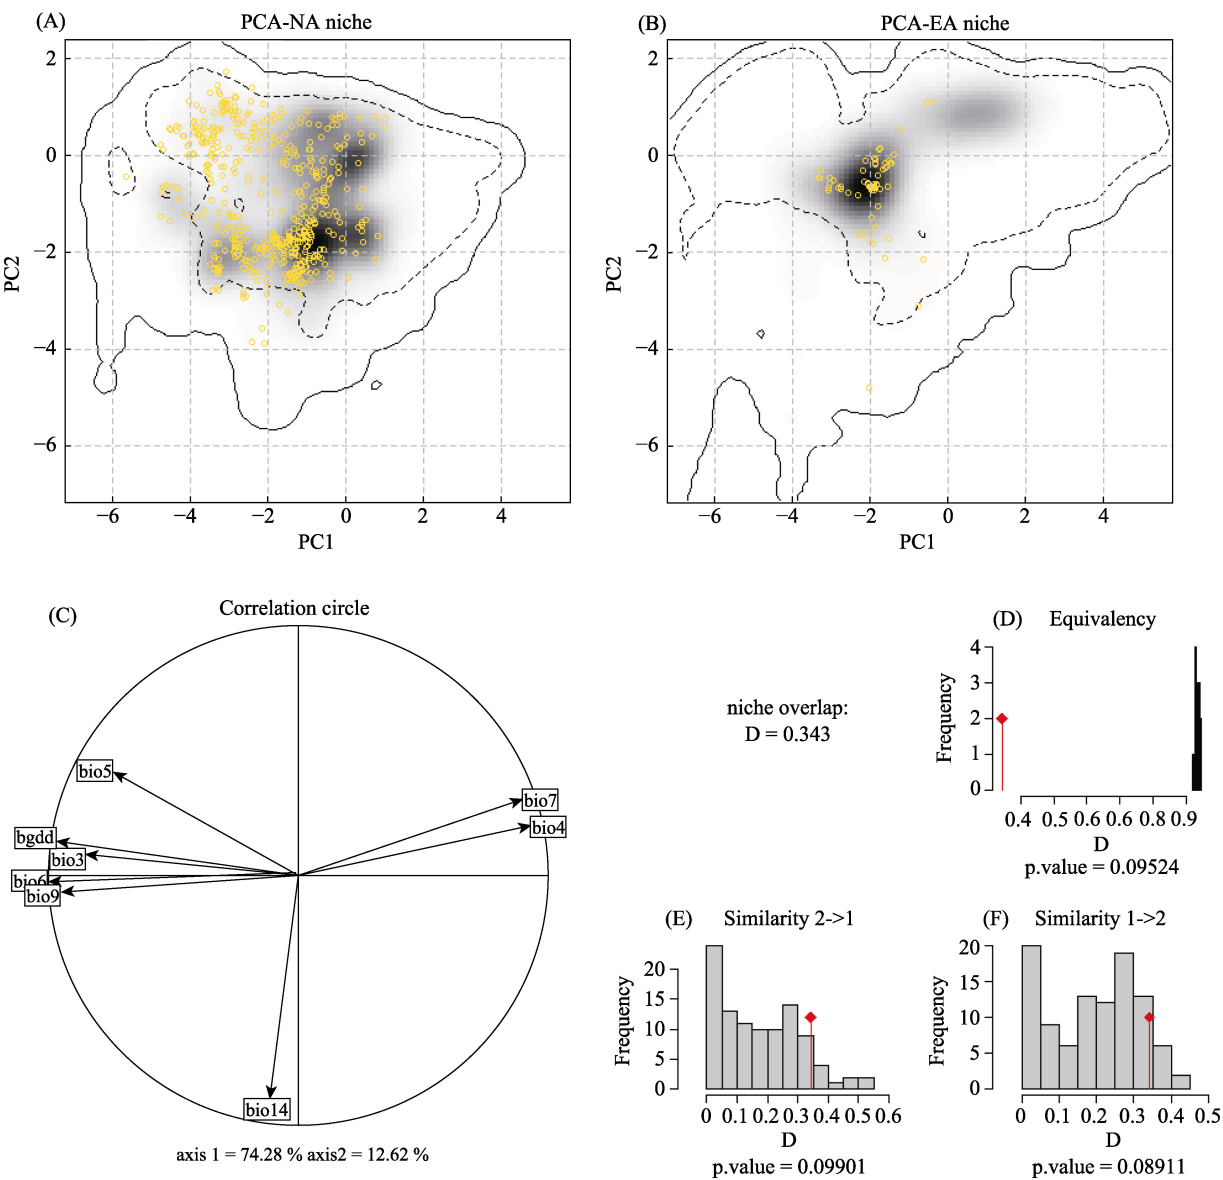 (A) PCA-NA niche
2
0
−2
−4
−6
PC2
−6 −4 −2 0 2 4
PC1
(B) PCA-EA niche
2
0
−2
−4
−6
PC2
−6 −4 −2 0 2 4
PC1
(C) Correlation circle
bio5
bgdd
bio3
bio6
bio9
bio7
bio4
bio14
axis 1 = 74.28 % axis2 = 12.62 %
niche overlap:
D = 0.343
(D) Equivalency
4
3
2
1
0
Frequency
0.4 0.5 0.6 0.6 0.8 0.9
D
p.value = 0.09524
(E) Similarity 2->1
20
15
10
5
0
Frequency
0 0.1 0.2 0.3 0.4 0.5 0.6
D
p.value = 0.09901
(F) Similarity 1->2
20
15
10
5
0
Frequency
0 0.1 0.2 0.3 0.4 0.5
D
p.value = 0.08911